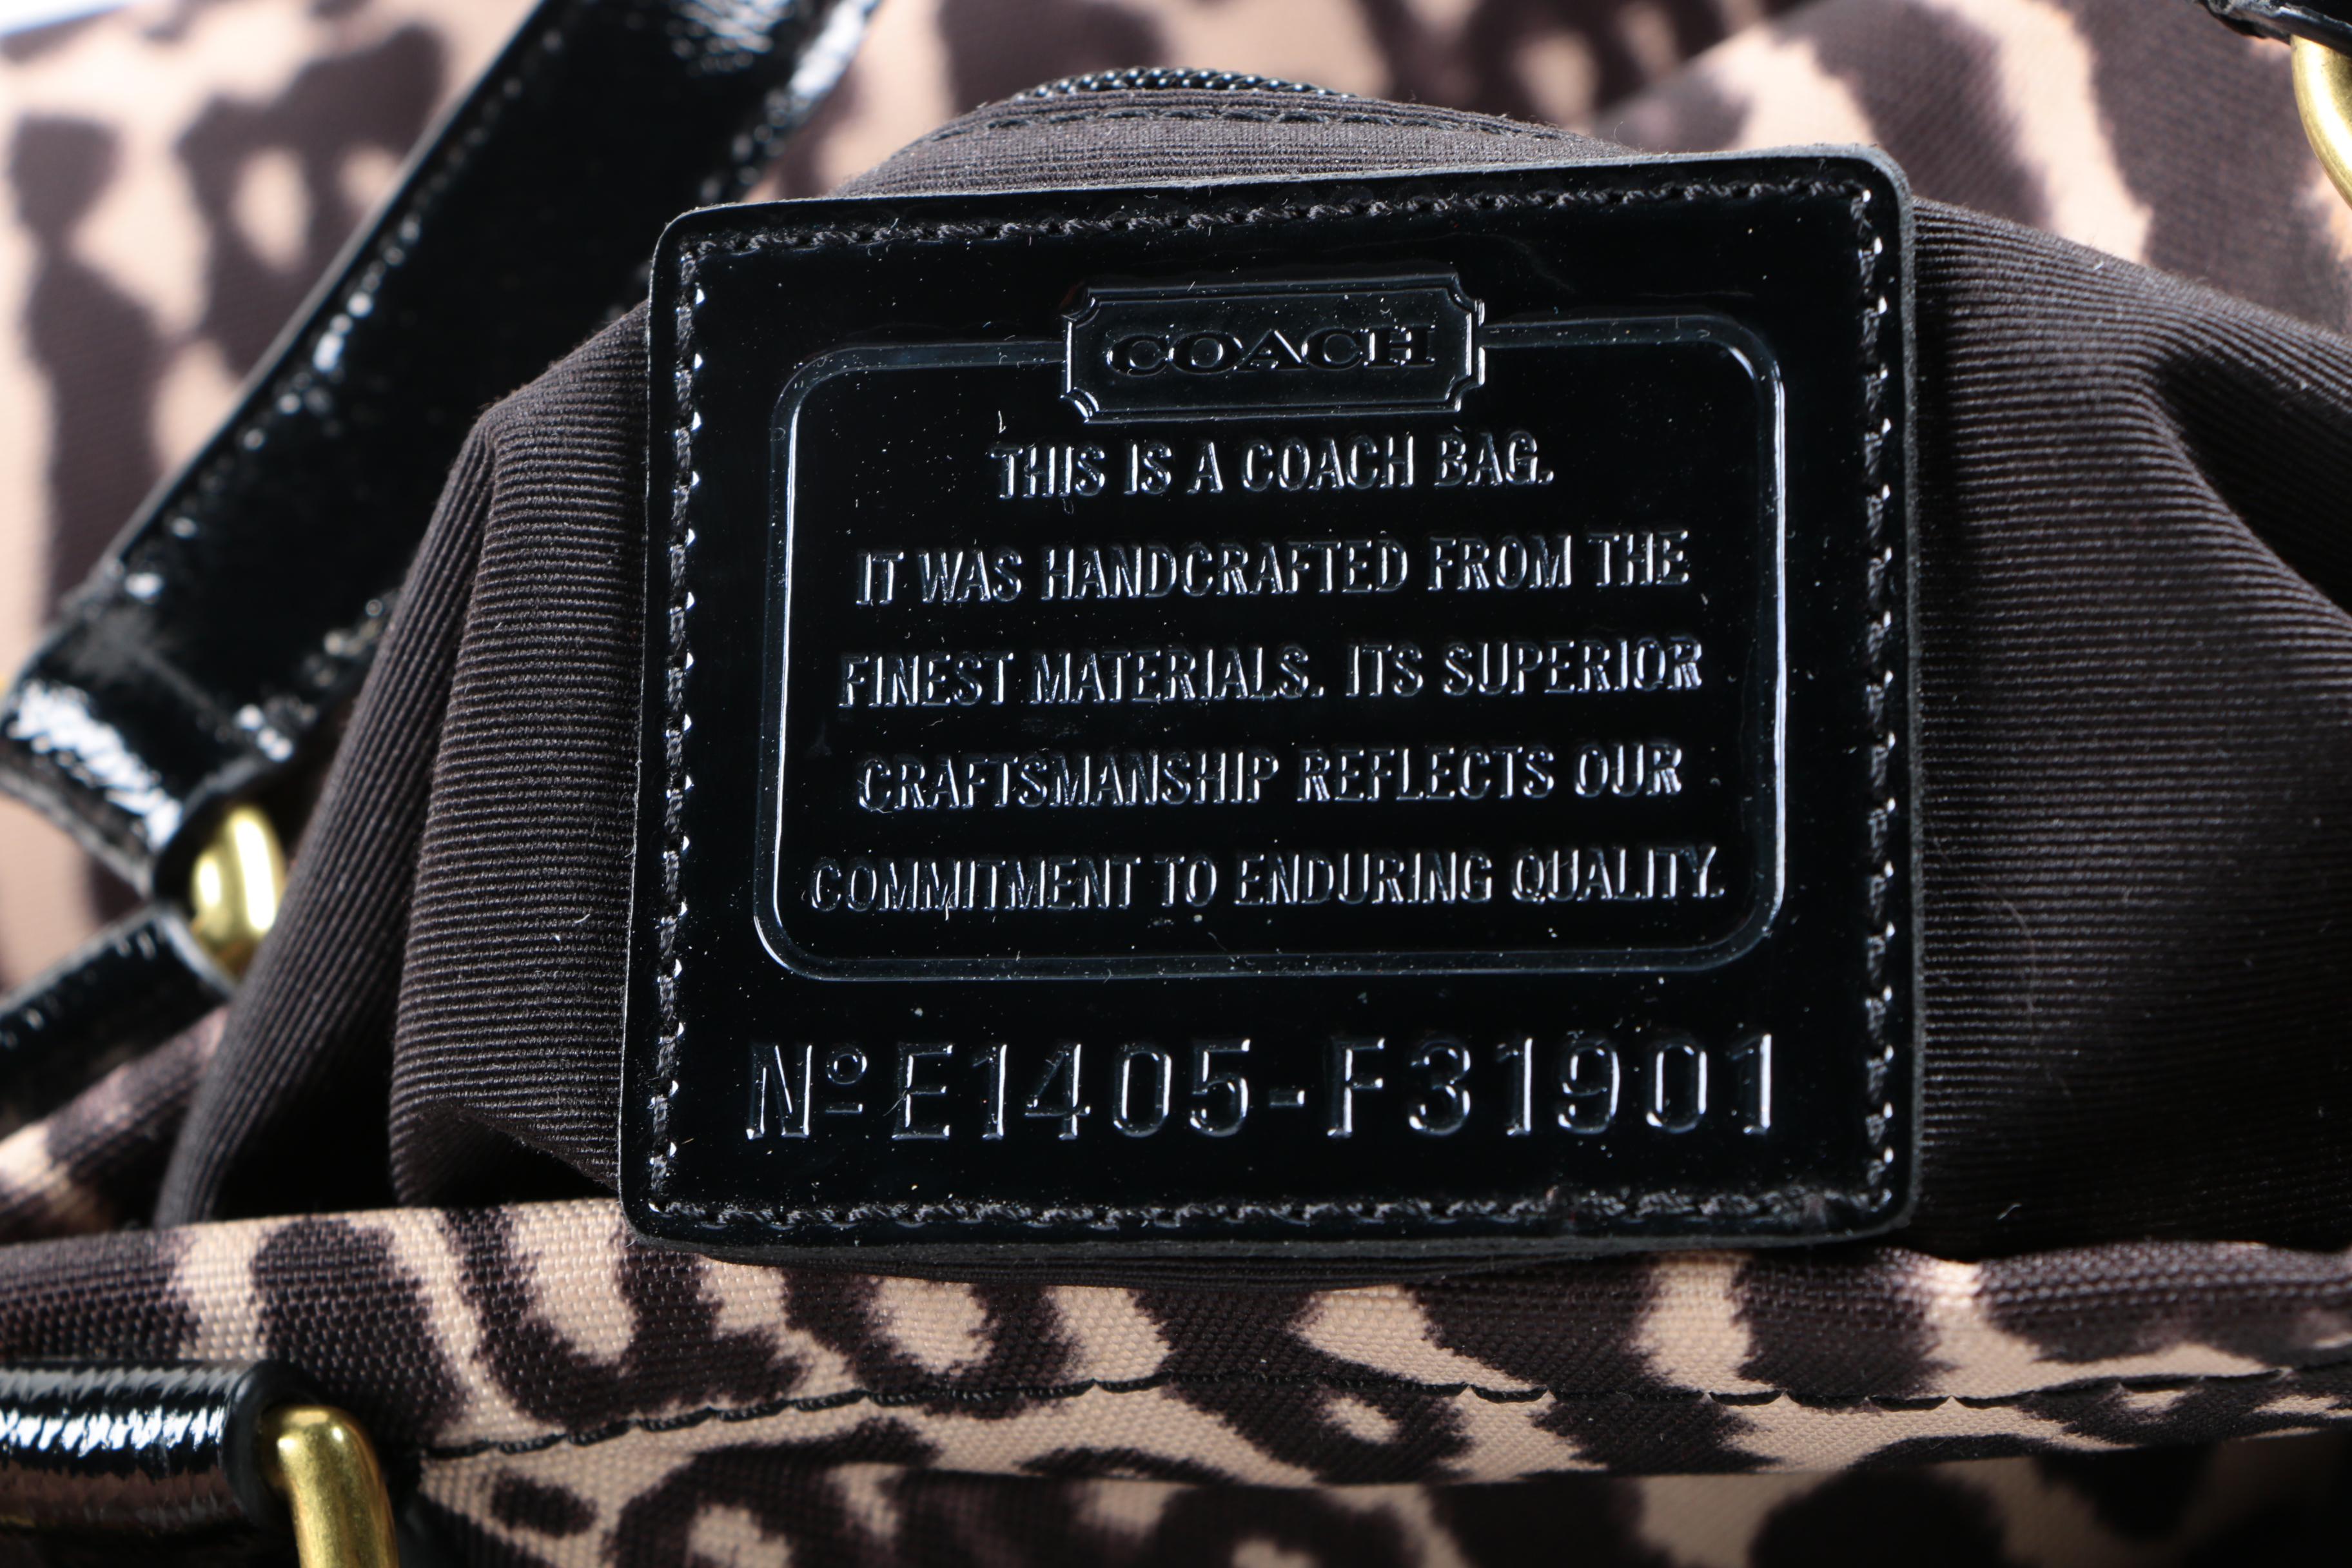 COACH
THIS IS A COACH BAG.
IT WAS HANDCRAFTED FROM THE
FINEST MATERIALS. ITS SUPERIOR
CRAFTSMANSHIP REFLECTS OUR
COMMITMENT TO ENDURING QUALITY.
Nº E1405-F31901